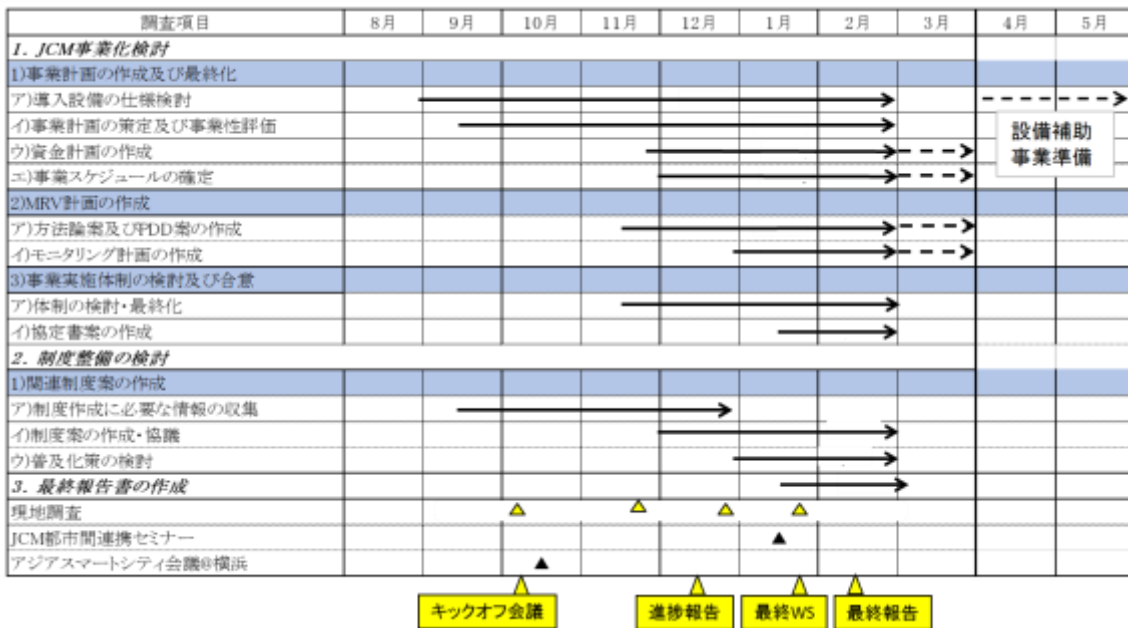 調査項目 8月 9月 10月 11月 12月 1月 2月 3月 4月 5月
1. JCM事業化検討
1)事業計画の作成及び最終化
ア)導入設備の仕様検討
イ)事業計画の策定及び事業性評価
ウ)資金計画の作成
エ)事業スケジュールの確定
設備補助
事業準備
2)MRV計画の作成
ア)方法論案及びPDD案の作成
イ)モニタリング計画の作成
3)事業実施体制の検討及び合意
ア)体制の検討・最終化
イ)協定書案の作成
2. 制度整備の検討
1)関連制度案の作成
ア)制度作成に必要な情報の収集
イ)制度案の作成・協議
ウ)普及化策の検討
3. 最終報告書の作成
現地調査
JCM都市間連携セミナー
アジアスマートシティ会議@横浜
キックオフ会議 進捗報告 最終WS 最終報告